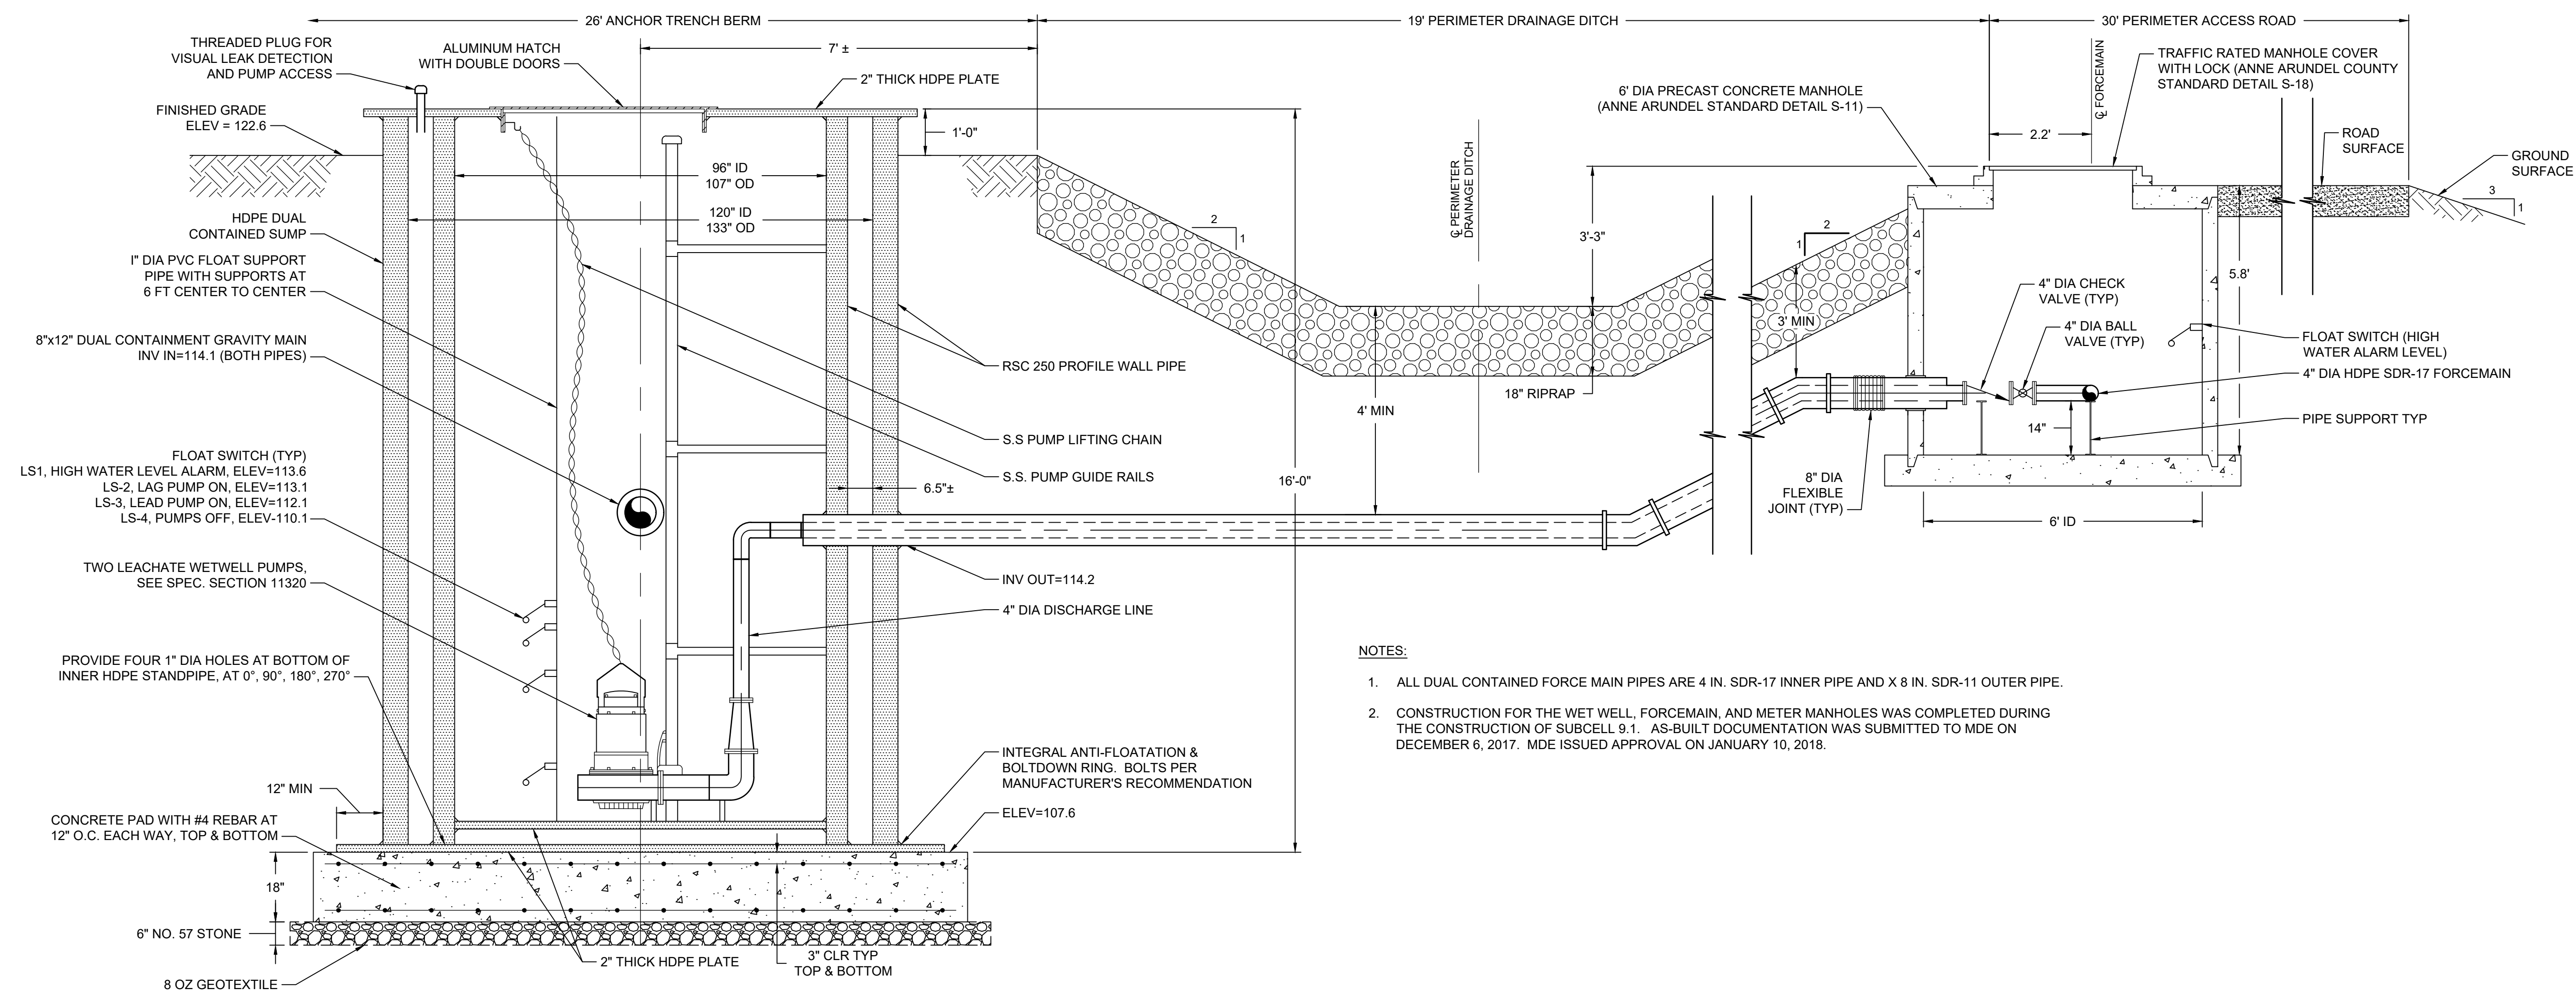 26' ANCHOR TRENCH BERM
19' PERIMETER DRAINAGE DITCH
30' PERIMETER ACCESS ROAD
THREADED PLUG FOR
VISUAL LEAK DETECTION
AND PUMP ACCESS
ALUMINUM HATCH
WITH DOUBLE DOORS
7' ±
2" THICK HDPE PLATE
6' DIA PRECAST CONCRETE MANHOLE
(ANNE ARUNDEL STANDARD DETAIL S-11)
℄ FORCEMAIN
TRAFFIC RATED MANHOLE COVER
WITH LOCK (ANNE ARUNDEL COUNTY
STANDARD DETAIL S-18)
FINISHED GRADE
ELEV = 122.6
1'-0"
2.2'
ROAD
SURFACE
GROUND
SURFACE
3
1
96" ID
107" OD
120" ID
133" OD
℄ PERIMETER
DRAINAGE DITCH
2
1
3'-3"
2
1
HDPE DUAL
CONTAINED SUMP
I" DIA PVC FLOAT SUPPORT
PIPE WITH SUPPORTS AT
6 FT CENTER TO CENTER
8"x12" DUAL CONTAINMENT GRAVITY MAIN
INV IN=114.1 (BOTH PIPES)
5.8'
4" DIA CHECK
VALVE (TYP)
3' MIN
4" DIA BALL
VALVE (TYP)
FLOAT SWITCH (HIGH
WATER ALARM LEVEL)
RSC 250 PROFILE WALL PIPE
4" DIA HDPE SDR-17 FORCEMAIN
18" RIPRAP
4' MIN
14"
PIPE SUPPORT TYP
S.S PUMP LIFTING CHAIN
S.S. PUMP GUIDE RAILS
FLOAT SWITCH (TYP)
LS1, HIGH WATER LEVEL ALARM, ELEV=113.6
LS-2, LAG PUMP ON, ELEV=113.1
LS-3, LEAD PUMP ON, ELEV=112.1
LS-4, PUMPS OFF, ELEV-110.1
6.5"±
16'-0"
8" DIA
FLEXIBLE
JOINT (TYP)
6' ID
TWO LEACHATE WETWELL PUMPS,
SEE SPEC. SECTION 11320
INV OUT=114.2
4" DIA DISCHARGE LINE
PROVIDE FOUR 1" DIA HOLES AT BOTTOM OF
INNER HDPE STANDPIPE, AT 0°, 90°, 180°, 270°
NOTES:
1. ALL DUAL CONTAINED FORCE MAIN PIPES ARE 4 IN. SDR-17 INNER PIPE AND X 8 IN. SDR-11 OUTER PIPE.
2. CONSTRUCTION FOR THE WET WELL, FORCEMAIN, AND METER MANHOLES WAS COMPLETED DURING
THE CONSTRUCTION OF SUBCELL 9.1. AS-BUILT DOCUMENTATION WAS SUBMITTED TO MDE ON
DECEMBER 6, 2017. MDE ISSUED APPROVAL ON JANUARY 10, 2018.
INTEGRAL ANTI-FLOATATION &
BOLTDOWN RING. BOLTS PER
MANUFACTURER'S RECOMMENDATION
12" MIN
ELEV=107.6
CONCRETE PAD WITH #4 REBAR AT
12" O.C. EACH WAY, TOP & BOTTOM
18"
6" NO. 57 STONE
2" THICK HDPE PLATE
3" CLR TYP
TOP & BOTTOM
8 OZ GEOTEXTILE